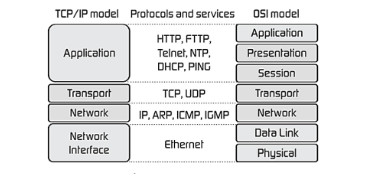 TCP/IP model Protocols and services OSI model
Application HTTP, FTTP, Telnet, NTP, DHCP, PING Application
Presentation
Session
Transport TCP, UDP Transport
Network IP, ARP, ICMP, IGMP Network
Network Interface Ethernet Data Link
Physical